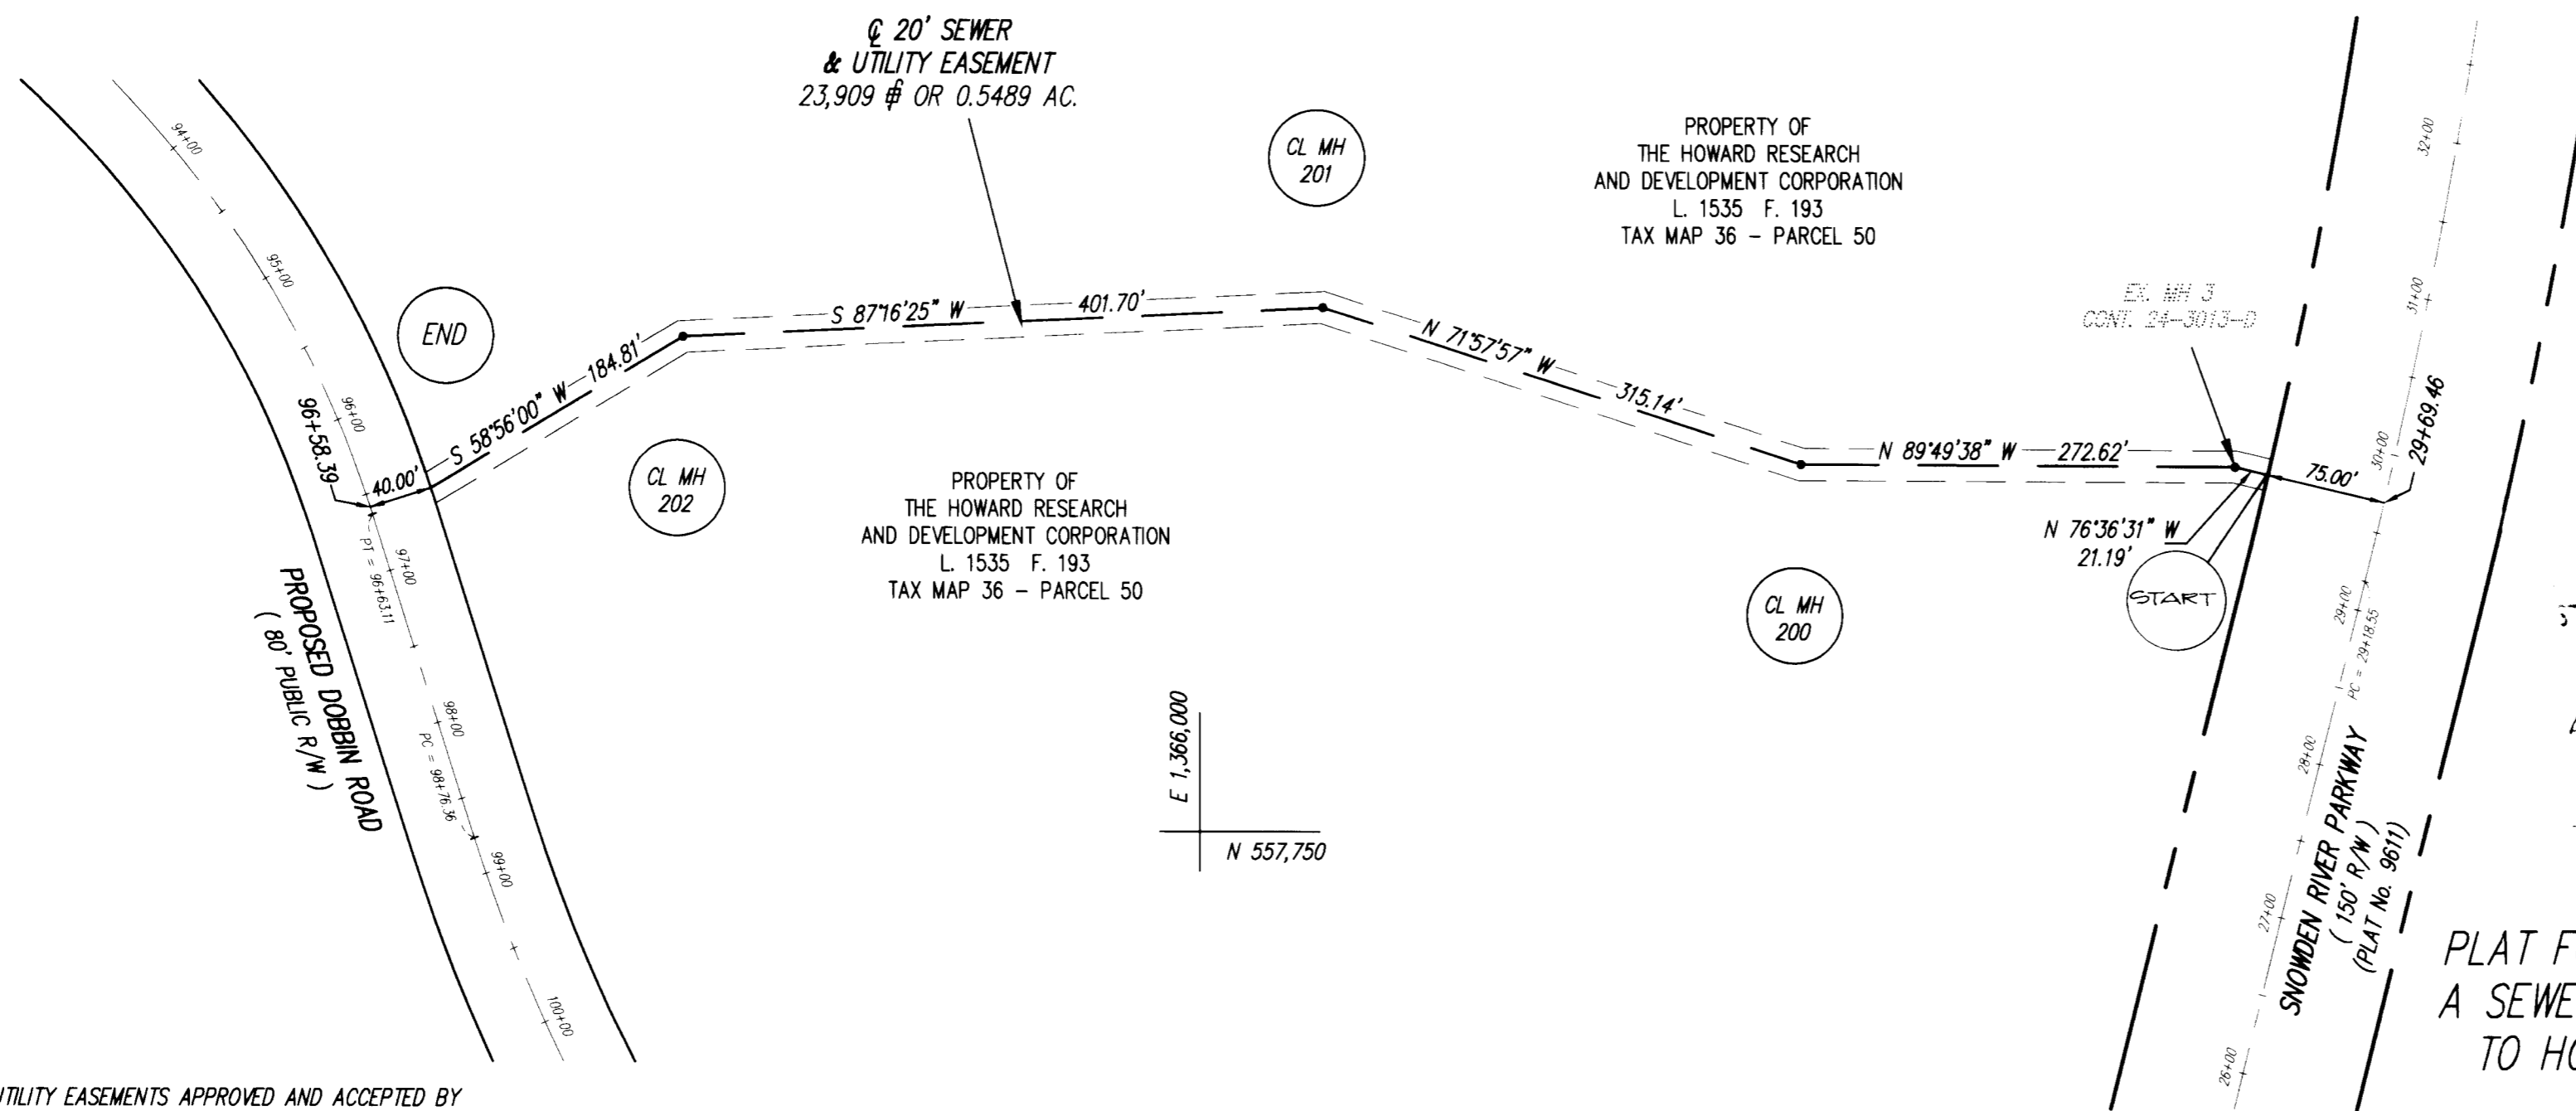 ℄ 20' SEWER
& UTILITY EASEMENT
23,909 SF OR 0.5489 AC.
CL MH
201
PROPERTY OF
THE HOWARD RESEARCH
AND DEVELOPMENT CORPORATION
L. 1535 F. 193
TAX MAP 36 – PARCEL 50
EX. MH 3
CONT. 24-3013-D
94+00
95+00
96+00
96+58.39
PT = 96+63.11
97+00
98+00
PC = 98+76.36
99+00
100+00
PROPOSED DOBBIN ROAD
( 80' PUBLIC R/W )
END
40.00'
S 58°56'00" W 184.81'
S 87°16'25" W 401.70'
N 71°57'57" W 315.14'
N 89°49'38" W 272.62'
75.00'
N 76°36'31" W
21.19'
START
CL MH
202
PROPERTY OF
THE HOWARD RESEARCH
AND DEVELOPMENT CORPORATION
L. 1535 F. 193
TAX MAP 36 – PARCEL 50
CL MH
200
E 1,366,000
N 557,750
32+00
31+00
30+00
29+69.46
29+00
PC = 29+18.55
28+00
27+00
26+00
SNOWDEN RIVER PARKWAY
( 150' R/W )
(PLAT No. 9611)
PLAT F
A SEWE
TO HO
UTILITY EASEMENTS APPROVED AND ACCEPTED BY